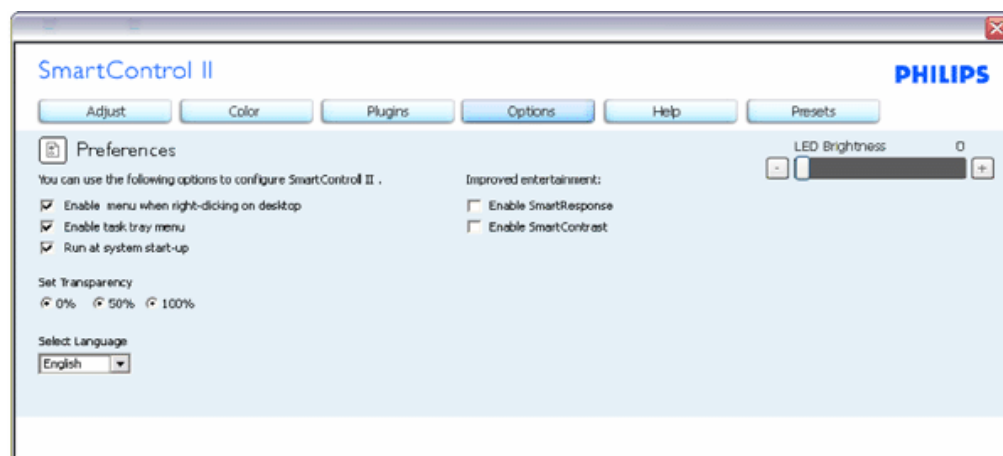 SmartControl II
PHILIPS
Adjust Color Plugins Options Help Presets
Preferences
LED Brightness 0
- +
You can use the following options to configure SmartControl II .
Improved entertainment:
Enable menu when right-clicking on desktop
Enable SmartResponse
Enable task tray menu
Enable SmartContrast
Run at system start-up
Set Transparency
0% 50% 100%
Select Language
English